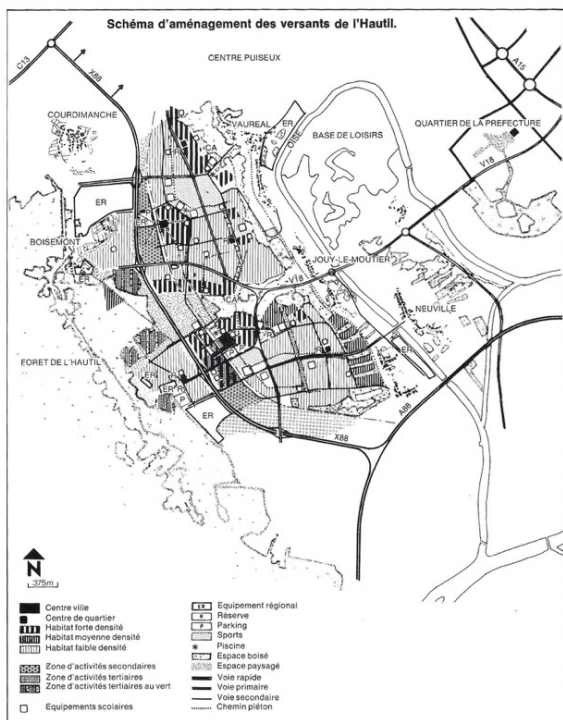 Schéma d'aménagement des versants de l'Hautil.
CENTRE PUISEUX
C13
X88
A15
COURDIMANCHE
VAUREAL
ER
OISE
BASE DE LOISIRS
QUARTIER DE LA PREFECTURE
V18
CA
ER
BOISEMONT
ER
JOUY-LE-MOUTIER
V18
CA
NEUVILLE
ER
FORET DE L'HAUTIL
ER
ER
R
P
P
ER
X88
A88
N
375m
Centre ville
Centre de quartier
Habitat forte densité
Habitat moyenne densité
Habitat faible densité
Zone d'activités secondaires
Zone d'activités tertiaires
Zone d'activités tertiaires au vert
Equipements scolaires
ER Equipement régional
R Réserve
P Parking
Sports
* Piscine
Espace boisé
Espace paysagé
Voie rapide
Voie primaire
Voie secondaire
Chemin piéton